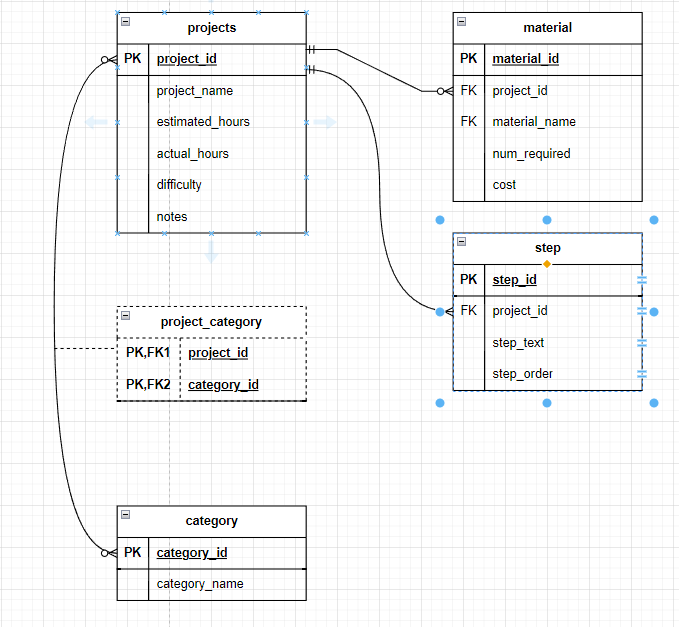 projects
PK project_id
project_name
estimated_hours
actual_hours
difficulty
notes
material
PK material_id
FK project_id
FK material_name
num_required
cost
step
PK step_id
FK project_id
step_text
step_order
project_category
PK,FK1 project_id
PK,FK2 category_id
category
PK category_id
category_name